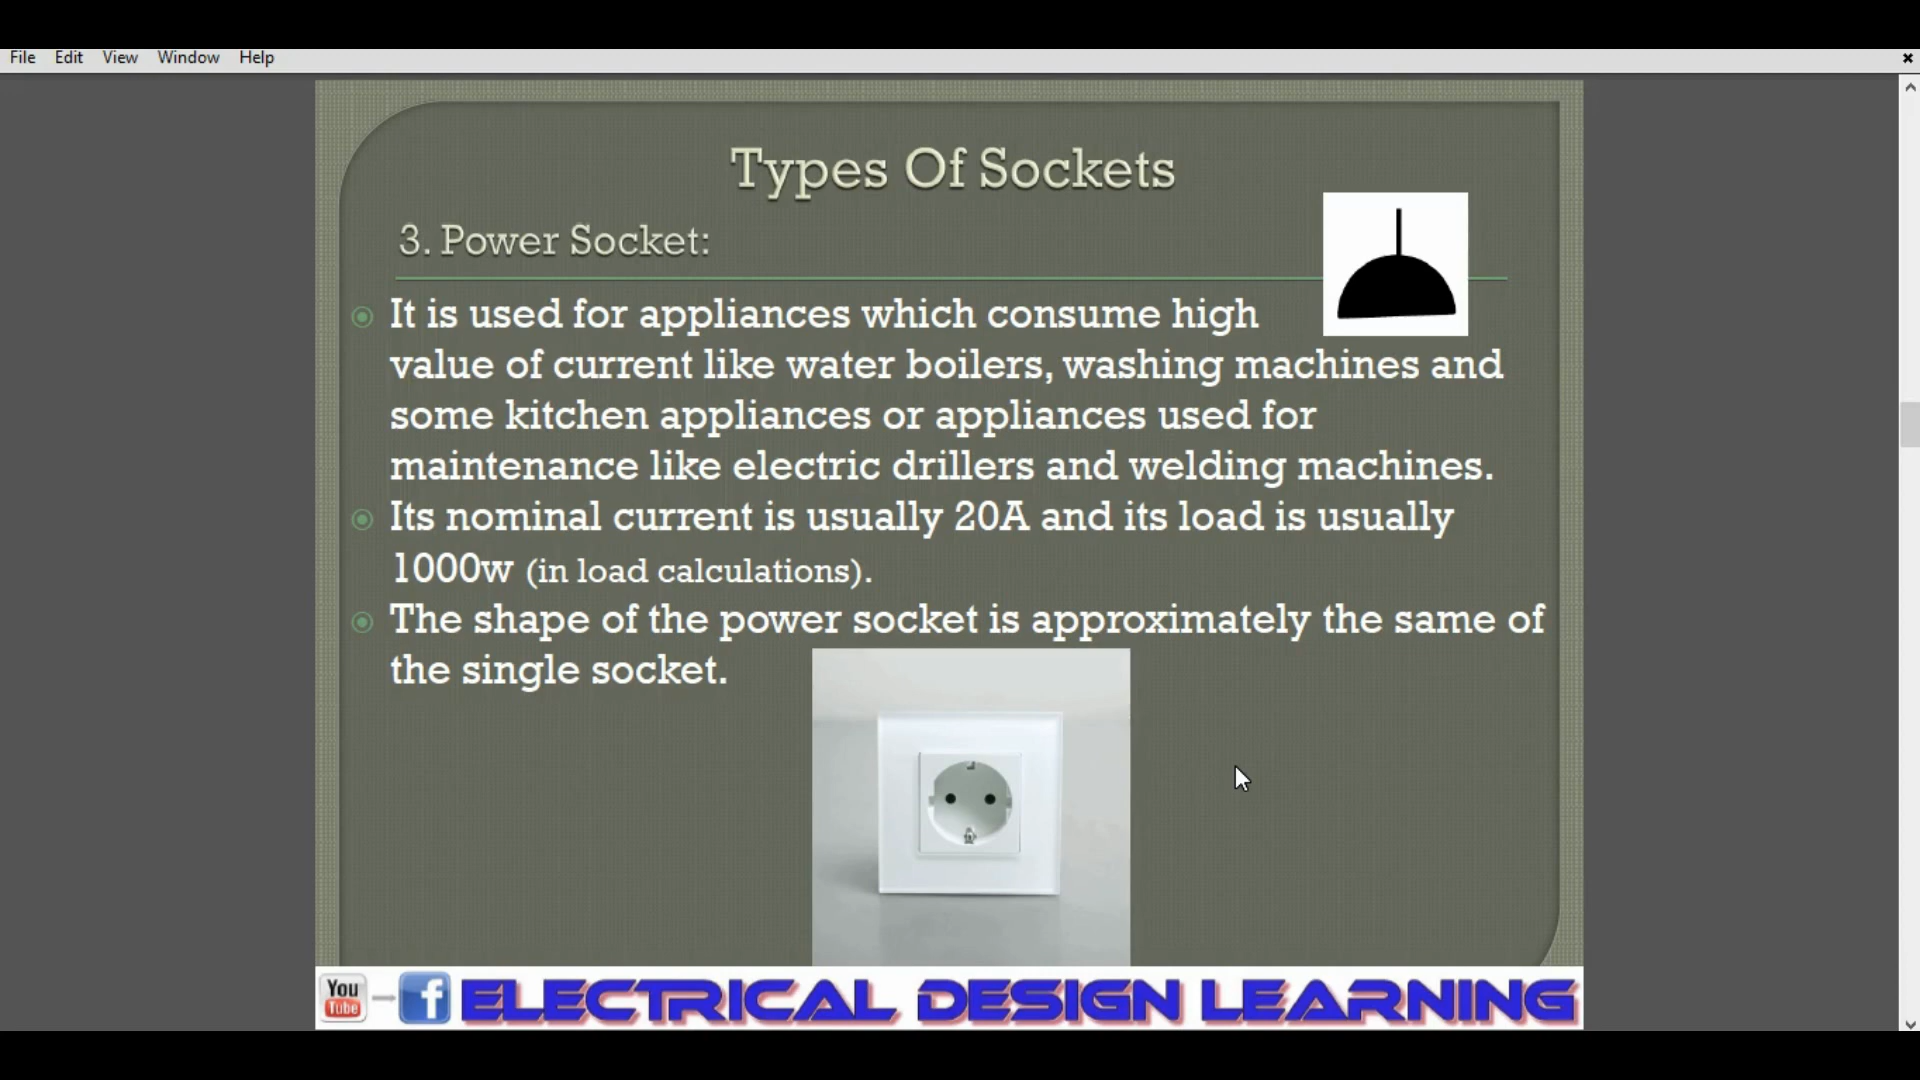 File Edit View Window Help
Types Of Sockets
3. Power Socket:
It is used for appliances which consume high
value of current like water boilers, washing machines and
some kitchen appliances or appliances used for
maintenance like electric drillers and welding machines.
Its nominal current is usually 20A and its load is usually
1000w (in load calculations).
The shape of the power socket is approximately the same of
the single socket.
You
Tube
f ELECTRICAL DESIGN LEARNING